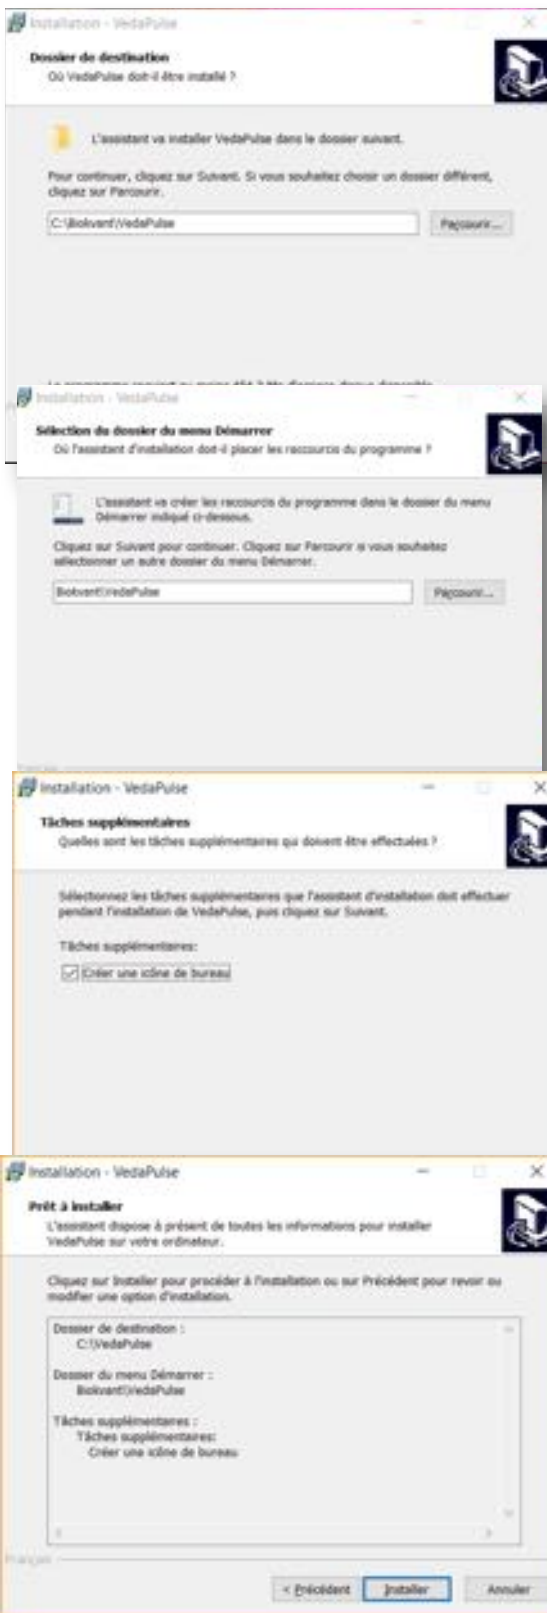 Installation - VedaPulse
Dossier de destination
Où VedaPulse doit-il être installé ?
L'assistant va installer VedaPulse dans le dossier suivant.
Pour continuer, cliquez sur Suivant. Si vous souhaitez choisir un dossier différent,
cliquez sur Parcourir.
C:\Biokvant\VedaPulse
Parcourir...
Le programme requiert au moins d'espace disque disponible.
Installation - VedaPulse
Sélection du dossier du menu Démarrer
Où l'assistant d'installation doit-il placer les raccourcis du programme ?
L'assistant va créer les raccourcis du programme dans le dossier du menu
Démarrer indiqué ci-dessous.
Cliquez sur Suivant pour continuer. Cliquez sur Parcourir si vous souhaitez
sélectionner un autre dossier du menu Démarrer.
Biokvant\VedaPulse
Parcourir...
Installation - VedaPulse
Tâches supplémentaires
Quelles sont les tâches supplémentaires qui doivent être effectuées ?
Sélectionnez les tâches supplémentaires que l'assistant d'installation doit effectuer
pendant l'installation de VedaPulse, puis cliquez sur Suivant.
Tâches supplémentaires:
Créer une icône de bureau
Installation - VedaPulse
Prêt à installer
L'assistant dispose à présent de toutes les informations pour installer
VedaPulse sur votre ordinateur.
Cliquez sur Installer pour procéder à l'installation ou sur Précédent pour revoir ou
modifier une option d'installation.
Dossier de destination :
C:\VedaPulse
Dossier du menu Démarrer :
Biokvant\VedaPulse
Tâches supplémentaires :
Tâches supplémentaires:
Créer une icône de bureau
Français
< Précédent
Installer
Annuler